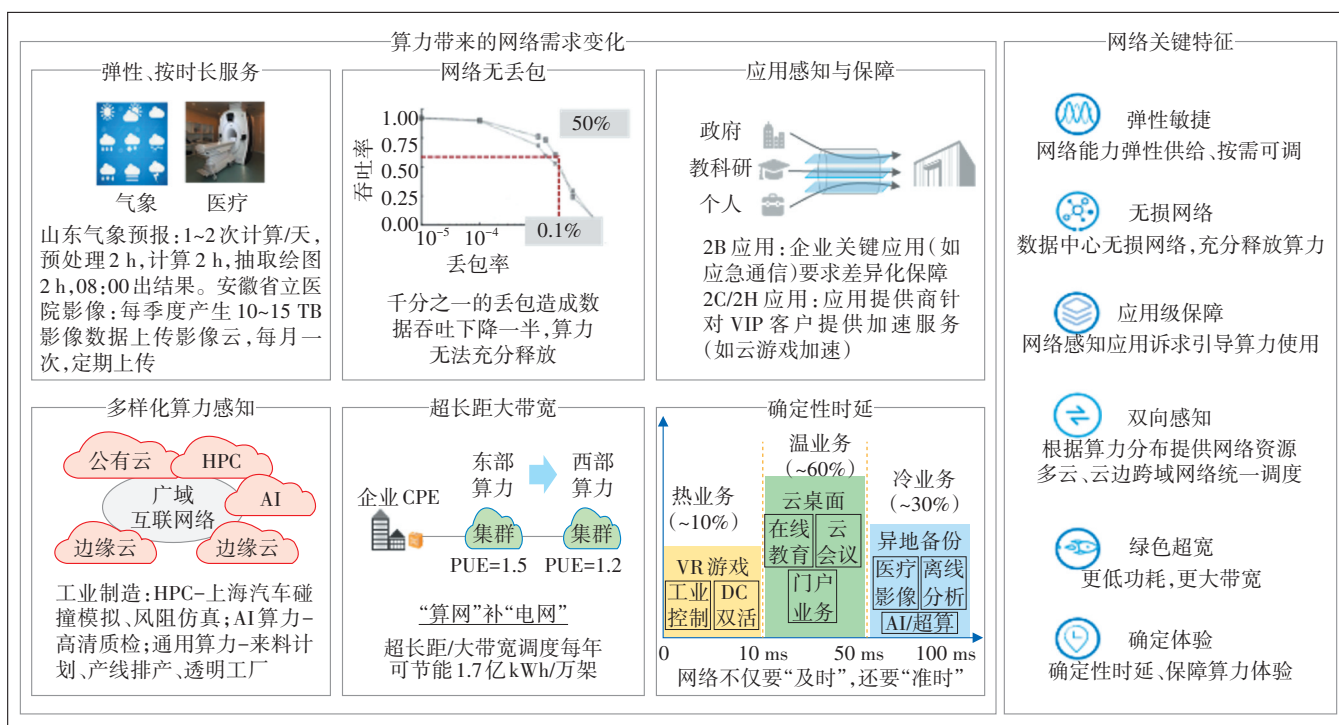 算力带来的网络需求变化
弹性、按时长服务
气象
医疗
山东气象预报:1~2次计算/天,
预处理2 h,计算2 h,抽取绘图
2 h,08:00出结果。安徽省立医
院影像:每季度产生10~15 TB
影像数据上传影像云,每月一
次,定期上传
网络无丢包
吞吐率
1.00
0.75
0.50
0.25
0.00
50%
0.1%
10⁻⁵
10⁻⁴
丢包率
千分之一的丢包造成数
据吞吐下降一半,算力
无法充分释放
应用感知与保障
政府
教科研
个人
2B应用:企业关键应用(如
应急通信)要求差异化保障
2C/2H应用:应用提供商针
对VIP客户提供加速服务
(如云游戏加速)
多样化算力感知
公有云
HPC
AI
广域
互联网络
边缘云
边缘云
工业制造:HPC-上海汽车碰
撞模拟、风阻仿真;AI算力-
高清质检;通用算力-来料计
划、产线排产、透明工厂
超长距大带宽
东部
算力
西部
算力
企业CPE
集群
集群
PUE=1.5
PUE=1.2
“算网”补“电网”
超长距/大带宽调度每年
可节能1.7亿kWh/万架
确定性时延
热业务
(~10%)
VR游戏
工业
控制
DC
双活
温业务
(~60%)
云桌面
在线
教育
云
会议
门户
业务
冷业务
(~30%)
异地备份
医疗
影像
离线
分析
AI/超算
0
10 ms
50 ms
100 ms
网络不仅要“及时”,还要“准时”
网络关键特征
弹性敏捷
网络能力弹性供给、按需可调
无损网络
数据中心无损网络,充分释放算力
应用级保障
网络感知应用诉求引导算力使用
双向感知
根据算力分布提供网络资源
多云、云边跨域网络统一调度
绿色超宽
更低功耗,更大带宽
确定体验
确定性时延、保障算力体验